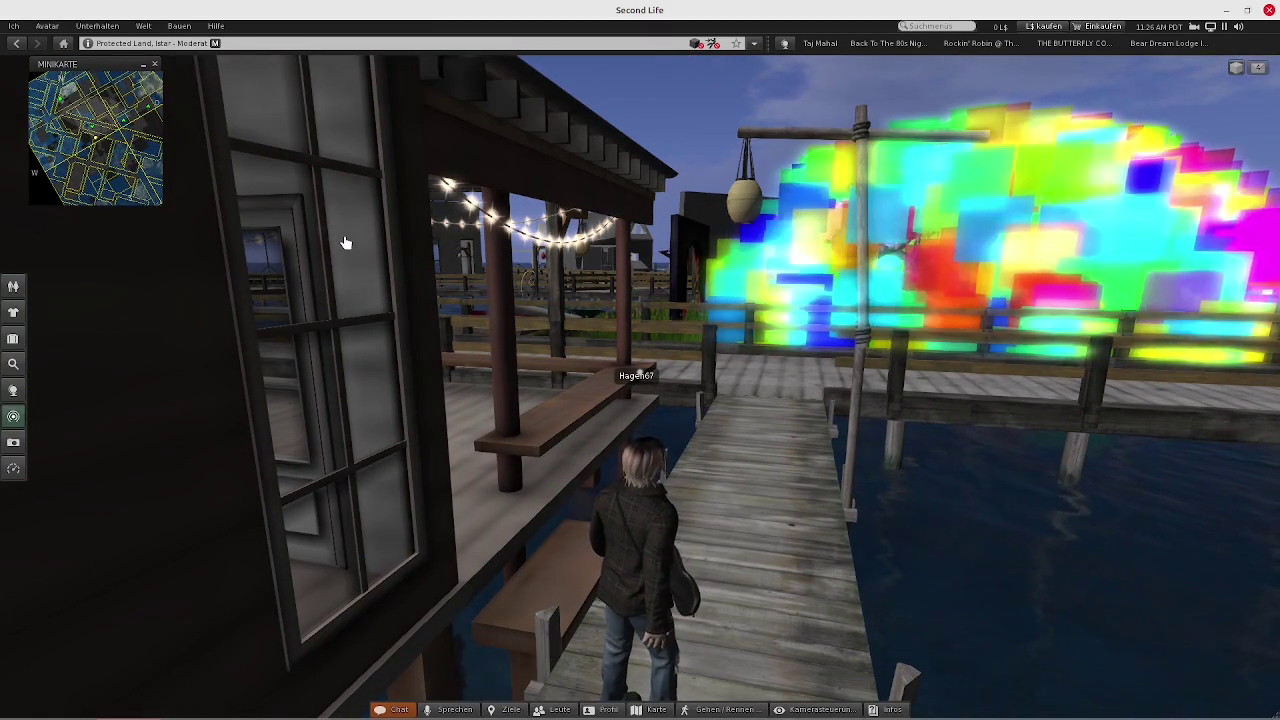 Second Life
Ich Avatar Unterhalten Welt Bauen Hilfe Suchmenüs 0 L$ L$ kaufen Einkaufen 11:26 AM PDT
Protected Land, Istar - Moderat M Taj Mahal Back To The 80s Nig... Rockin' Robin @ Th... THE BUTTERFLY CO... Bear Dream Lodge I...
MINIKARTE
4
W
Hagen67
Chat Sprechen Ziele Leute Profil Karte Gehen / Rennen ... Kamerasteuerun... Infos